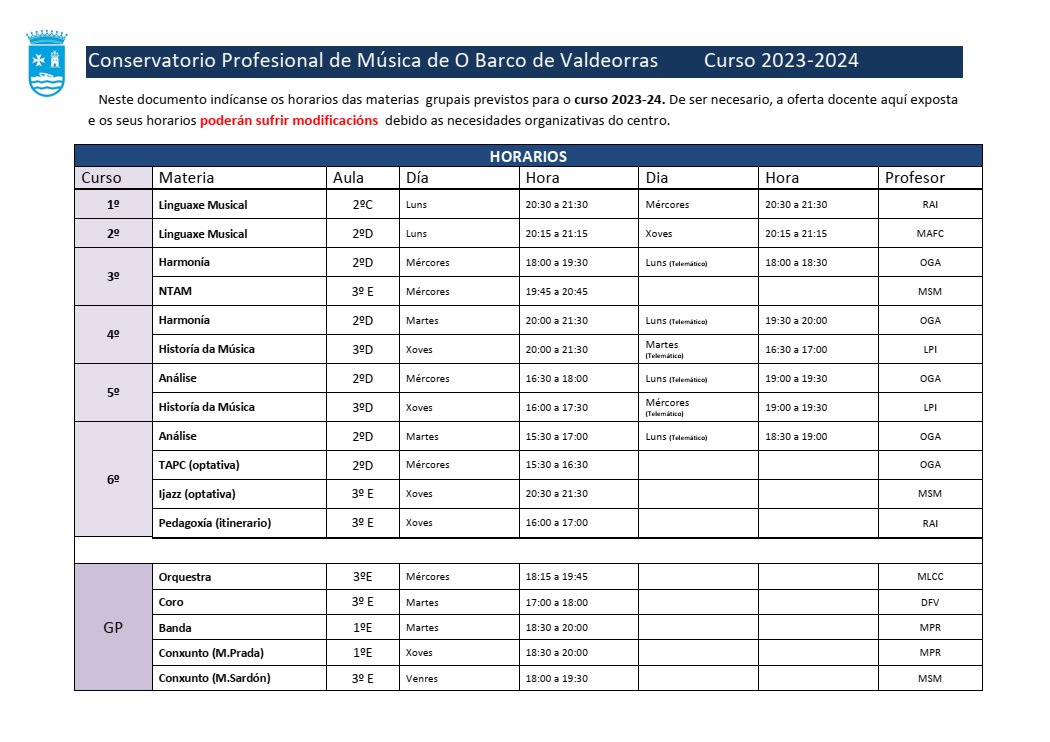 Conservatorio Profesional de Música de O Barco de Valdeorras Curso 2023-2024
Neste documento indícanse os horarios das materias grupais previstos para o curso 2023-24. De ser necesario, a oferta docente aquí exposta
e os seus horarios poderán sufrir modificacións debido as necesidades organizativas do centro.
HORARIOS
Curso Materia Aula Día Hora Dia Hora Profesor
1º Linguaxe Musical 2ºC Luns 20:30 a 21:30 Mércores 20:30 a 21:30 RAI
2º Linguaxe Musical 2ºD Luns 20:15 a 21:15 Xoves 20:15 a 21:15 MAFC
3º Harmonía 2ºD Mércores 18:00 a 19:30 Luns (Telemático) 18:00 a 18:30 OGA
NTAM 3º E Mércores 19:45 a 20:45 MSM
4º Harmonía 2ºD Martes 20:00 a 21:30 Luns (Telemático) 19:30 a 20:00 OGA
Historía da Música 3ºD Xoves 20:00 a 21:30 Martes (Telemático) 16:30 a 17:00 LPI
5º Análise 2ºD Mércores 16:30 a 18:00 Luns (Telemático) 19:00 a 19:30 OGA
Historía da Música 3ºD Xoves 16:00 a 17:30 Mércores (Telemático) 19:00 a 19:30 LPI
6º Análise 2ºD Martes 15:30 a 17:00 Luns (Telemático) 18:30 a 19:00 OGA
TAPC (optativa) 2ºD Mércores 15:30 a 16:30 OGA
Ijazz (optativa) 3º E Xoves 20:30 a 21:30 MSM
Pedagoxía (itinerario) 3º E Xoves 16:00 a 17:00 RAI
GP Orquestra 3ºE Mércores 18:15 a 19:45 MLCC
Coro 3º E Martes 17:00 a 18:00 DFV
Banda 1ºE Martes 18:30 a 20:00 MPR
Conxunto (M.Prada) 1ºE Xoves 18:30 a 20:00 MPR
Conxunto (M.Sardón) 3º E Venres 18:00 a 19:30 MSM